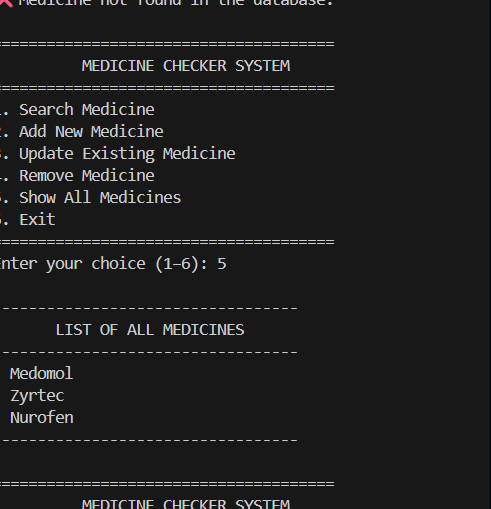 ❌ Medicine not found in the database.
=====================================
MEDICINE CHECKER SYSTEM
=====================================
. Search Medicine
. Add New Medicine
. Update Existing Medicine
. Remove Medicine
. Show All Medicines
. Exit
=====================================
Enter your choice (1–6): 5
---------------------------------
LIST OF ALL MEDICINES
---------------------------------
Medomol
Zyrtec
Nurofen
---------------------------------
=====================================
MEDICINE CHECKER SYSTEM